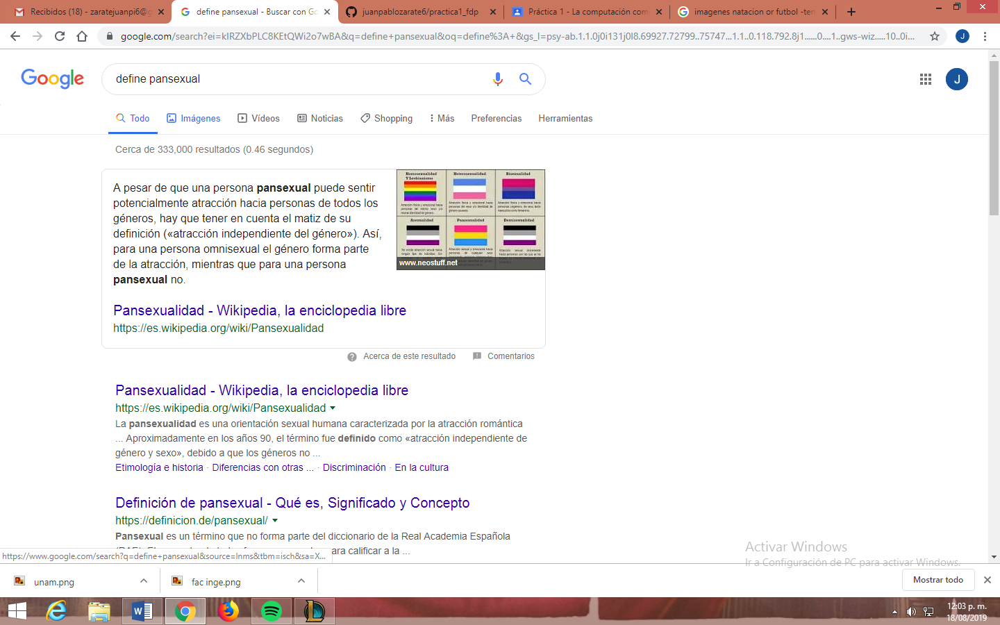 Recibidos (18) - zaratejuanpi6@g
define pansexual - Buscar con Go
juanpablozarate6/practica1_fdp
Práctica 1 - La computación com
imagenes natacion or futbol -ten
google.com/search?ei=kIRZXbPLC8KEtQWi2o7wBA&q=define+pansexual&oq=define%3A+&gs_l=psy-ab.1.1.0j0i131j0l8.69927.72799..75747...1.1..0.118.792.8j1......0....1..gws-wiz.....10..0i...
J
Google
define pansexual
J
Todo
Imágenes
Vídeos
Noticias
Shopping
Más
Preferencias
Herramientas
Cerca de 333,000 resultados (0.46 segundos)
A pesar de que una persona pansexual puede sentir
potencialmente atracción hacia personas de todos los
géneros, hay que tener en cuenta el matiz de su
definición («atracción independiente del género»). Así,
para una persona omnisexual el género forma parte
de la atracción, mientras que para una persona
pansexual no.
Homosexualidad
Y Lesbianismo
Heterosexualidad
Bisexualidad
Asexualidad
Pansexualidad
Demisexualidad
www.neostuff.net
Pansexualidad - Wikipedia, la enciclopedia libre
https://es.wikipedia.org/wiki/Pansexualidad
Acerca de este resultado
Comentarios
Pansexualidad - Wikipedia, la enciclopedia libre
https://es.wikipedia.org/wiki/Pansexualidad
La pansexualidad es una orientación sexual humana caracterizada por la atracción romántica
... Aproximadamente en los años 90, el término fue definido como «atracción independiente de
género y sexo», debido a que los géneros no ...
Etimología e historia · Diferencias con otras ... · Discriminación · En la cultura
Definición de pansexual - Qué es, Significado y Concepto
https://definicion.de/pansexual/
Pansexual es un término que no forma parte del diccionario de la Real Academia Española
calificar a la ...
https://www.google.com/search?q=define+pansexual&source=lnms&tbm=isch&sa=X...
Activar Windows
Ir a Configuración de PC para activar Windows.
unam.png
fac inge.png
Mostrar todo
12:03 p. m.
18/08/2019